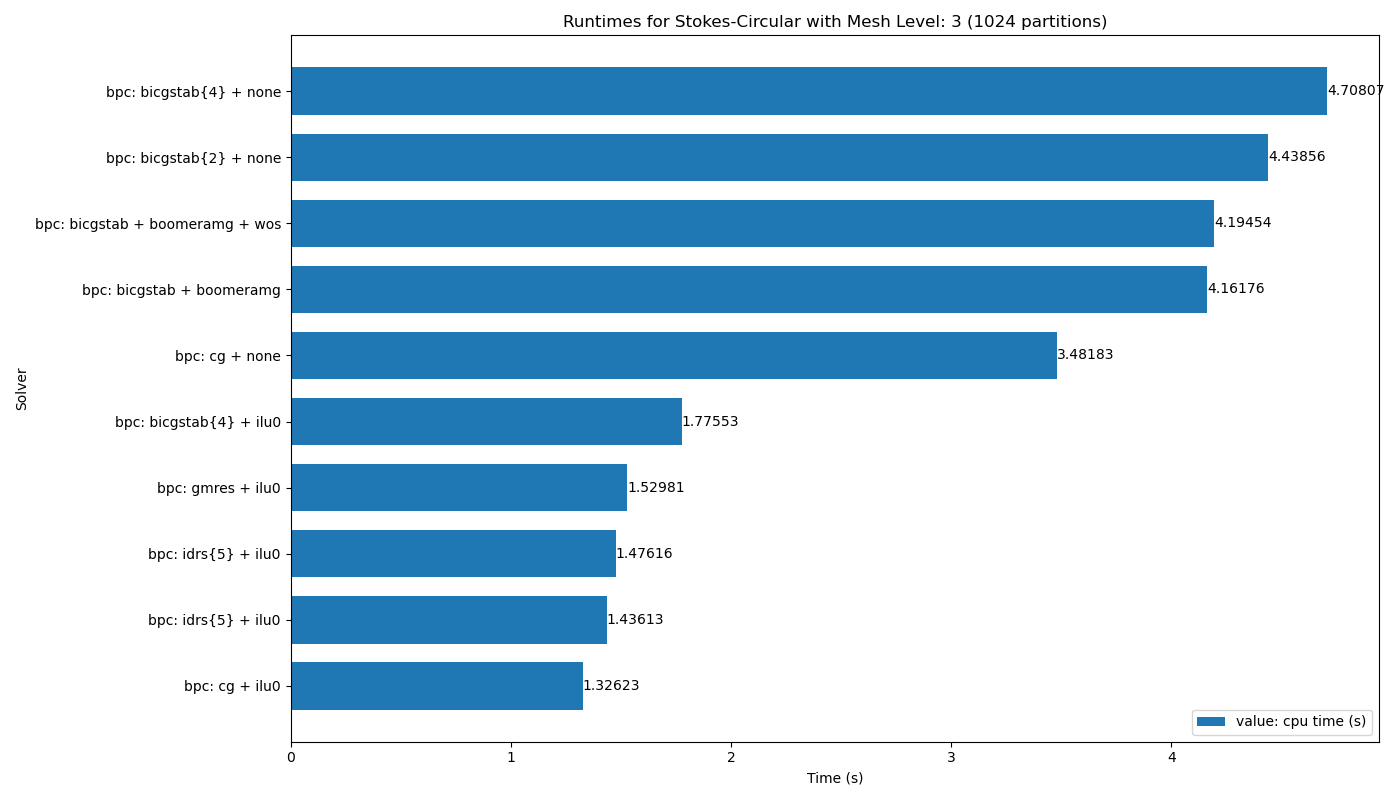 Runtimes for Stokes-Circular with Mesh Level: 3 (1024 partitions)
bpc: bicgstab{4} + none 4.70807
bpc: bicgstab{2} + none 4.43856
bpc: bicgstab + boomeramg + wos 4.19454
bpc: bicgstab + boomeramg 4.16176
bpc: cg + none 3.48183
bpc: bicgstab{4} + ilu0 1.77553
bpc: gmres + ilu0 1.52981
bpc: idrs{5} + ilu0 1.47616
bpc: idrs{5} + ilu0 1.43613
bpc: cg + ilu0 1.32623
Solver
value: cpu time (s)
0 1 2 3 4
Time (s)